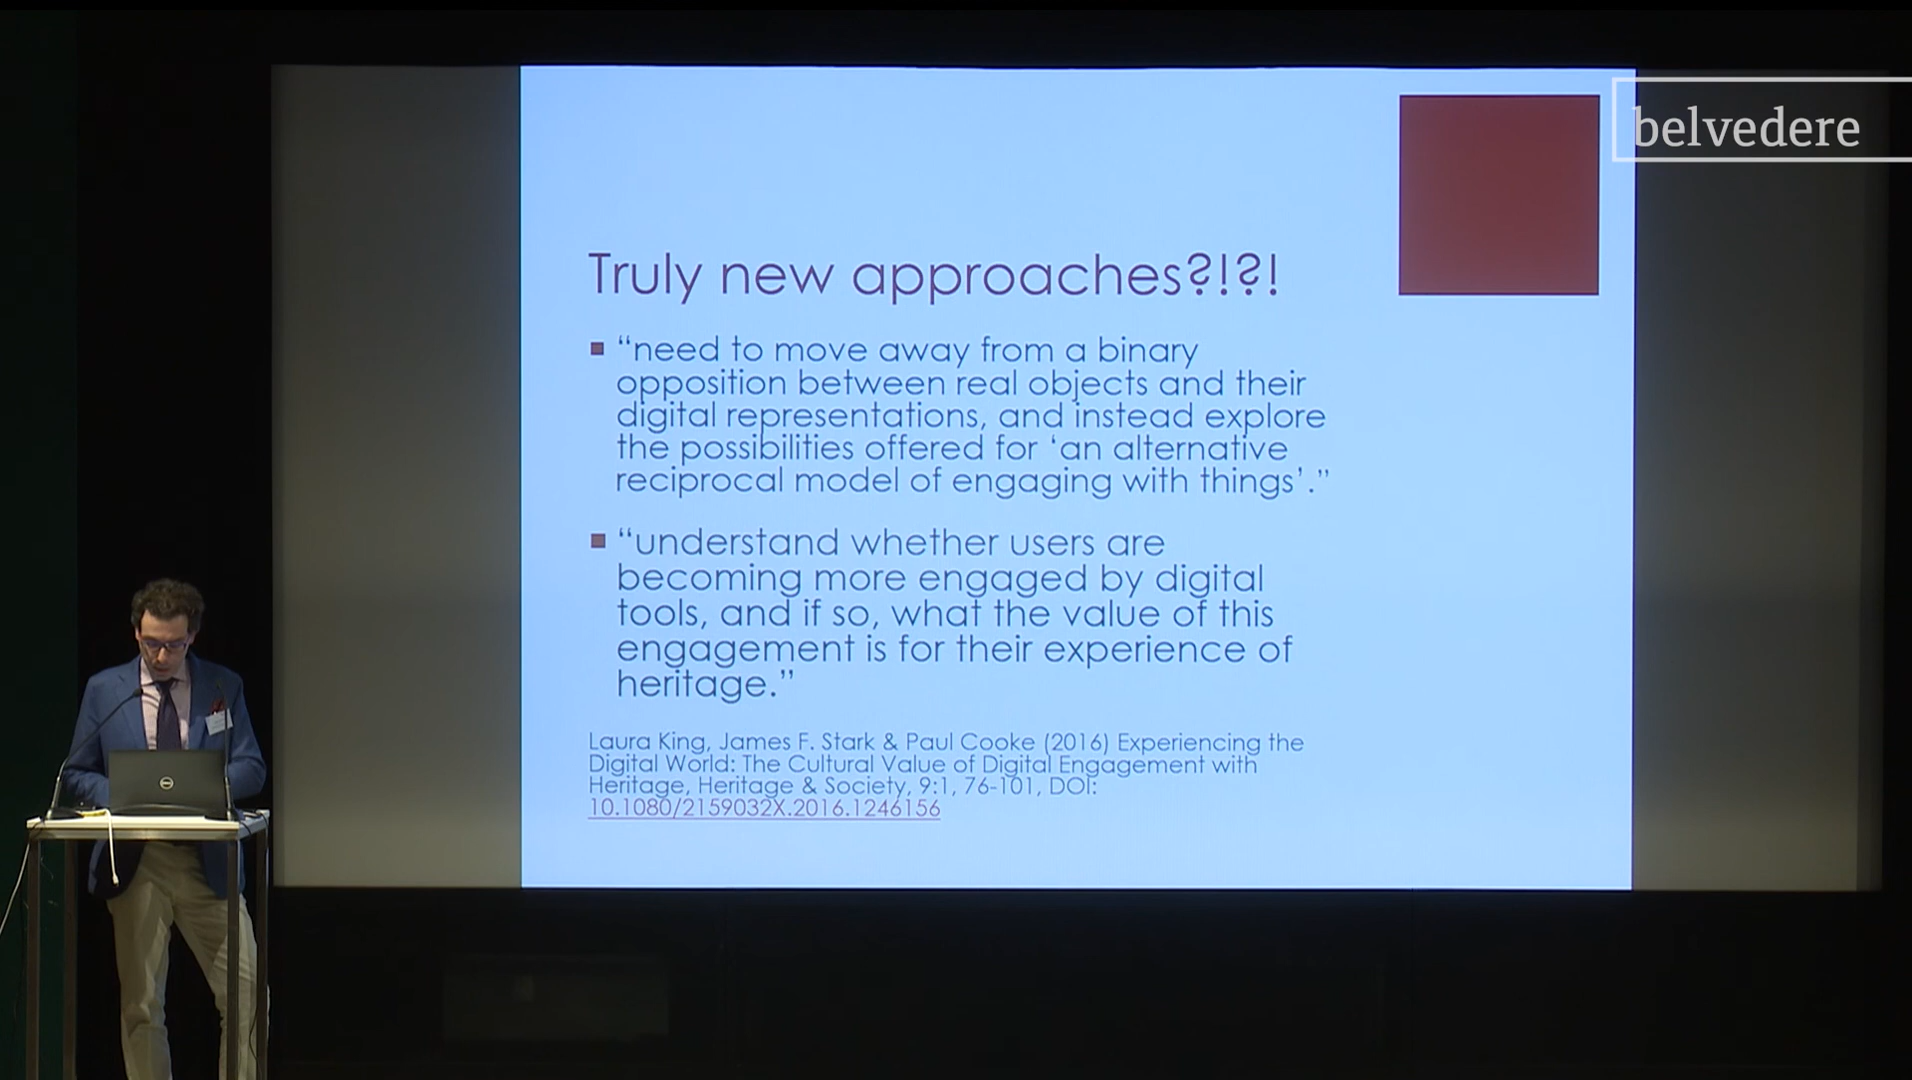 belvedere
Truly new approaches?!?!
“need to move away from a binary
opposition between real objects and their
digital representations, and instead explore
the possibilities offered for ‘an alternative
reciprocal model of engaging with things’.”
“understand whether users are
becoming more engaged by digital
tools, and if so, what the value of this
engagement is for their experience of
heritage.”
Laura King, James F. Stark & Paul Cooke (2016) Experiencing the
Digital World: The Cultural Value of Digital Engagement with
Heritage, Heritage & Society, 9:1, 76-101, DOI:
10.1080/2159032X.2016.1246156
DELL